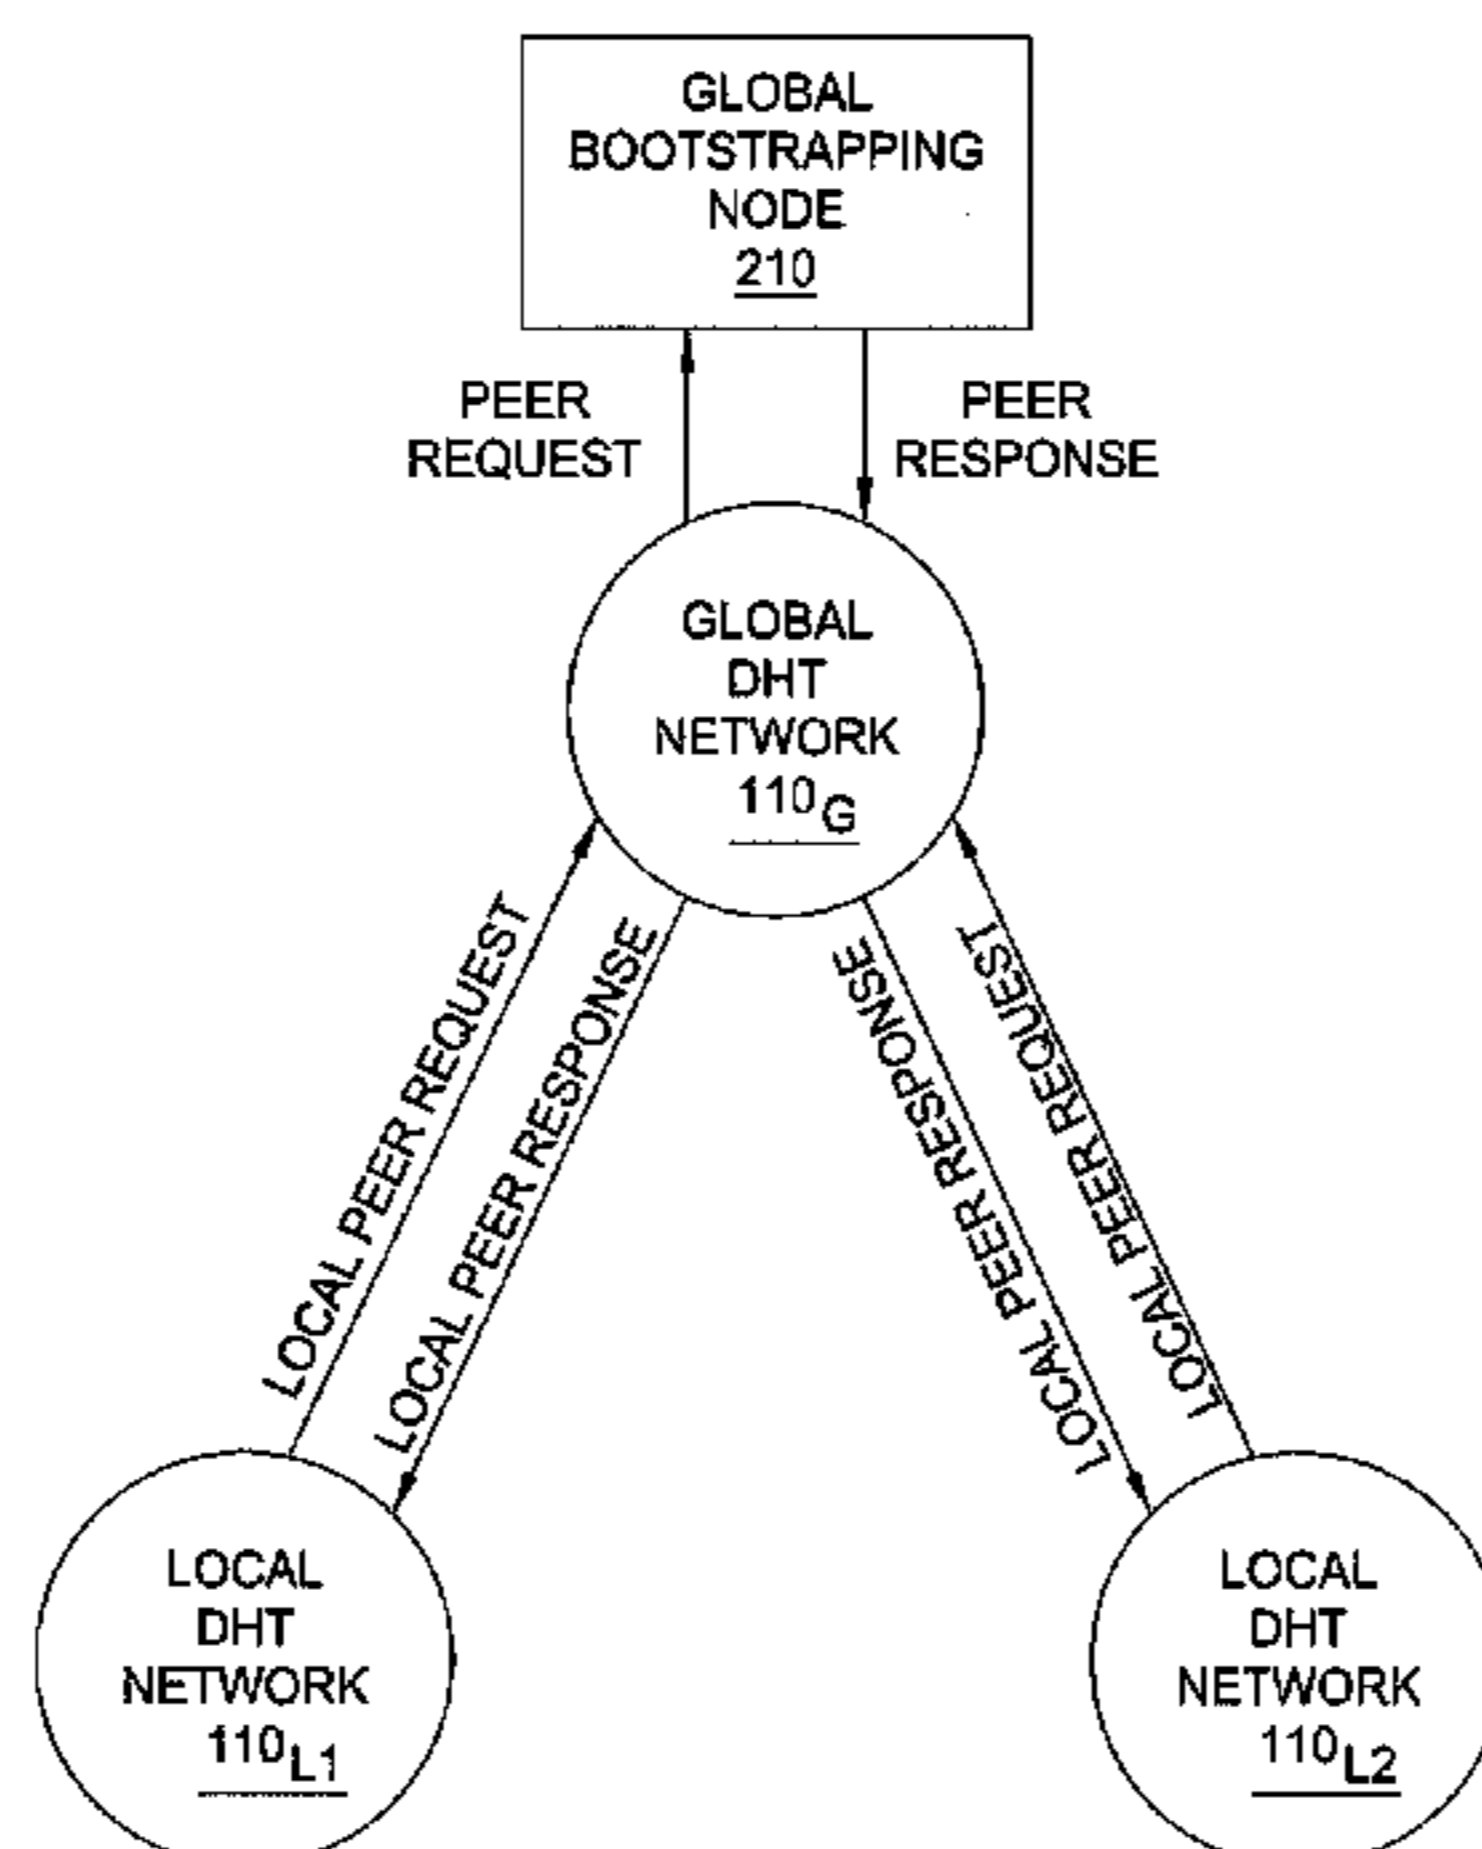 GLOBAL
BOOTSTRAPPING
NODE
210
PEER
REQUEST
PEER
RESPONSE
GLOBAL
DHT
NETWORK
110G
LOCAL PEER REQUEST
LOCAL PEER RESPONSE
LOCAL PEER RESPONSE
LOCAL PEER REQUEST
LOCAL
DHT
NETWORK
110L1
LOCAL
DHT
NETWORK
110L2